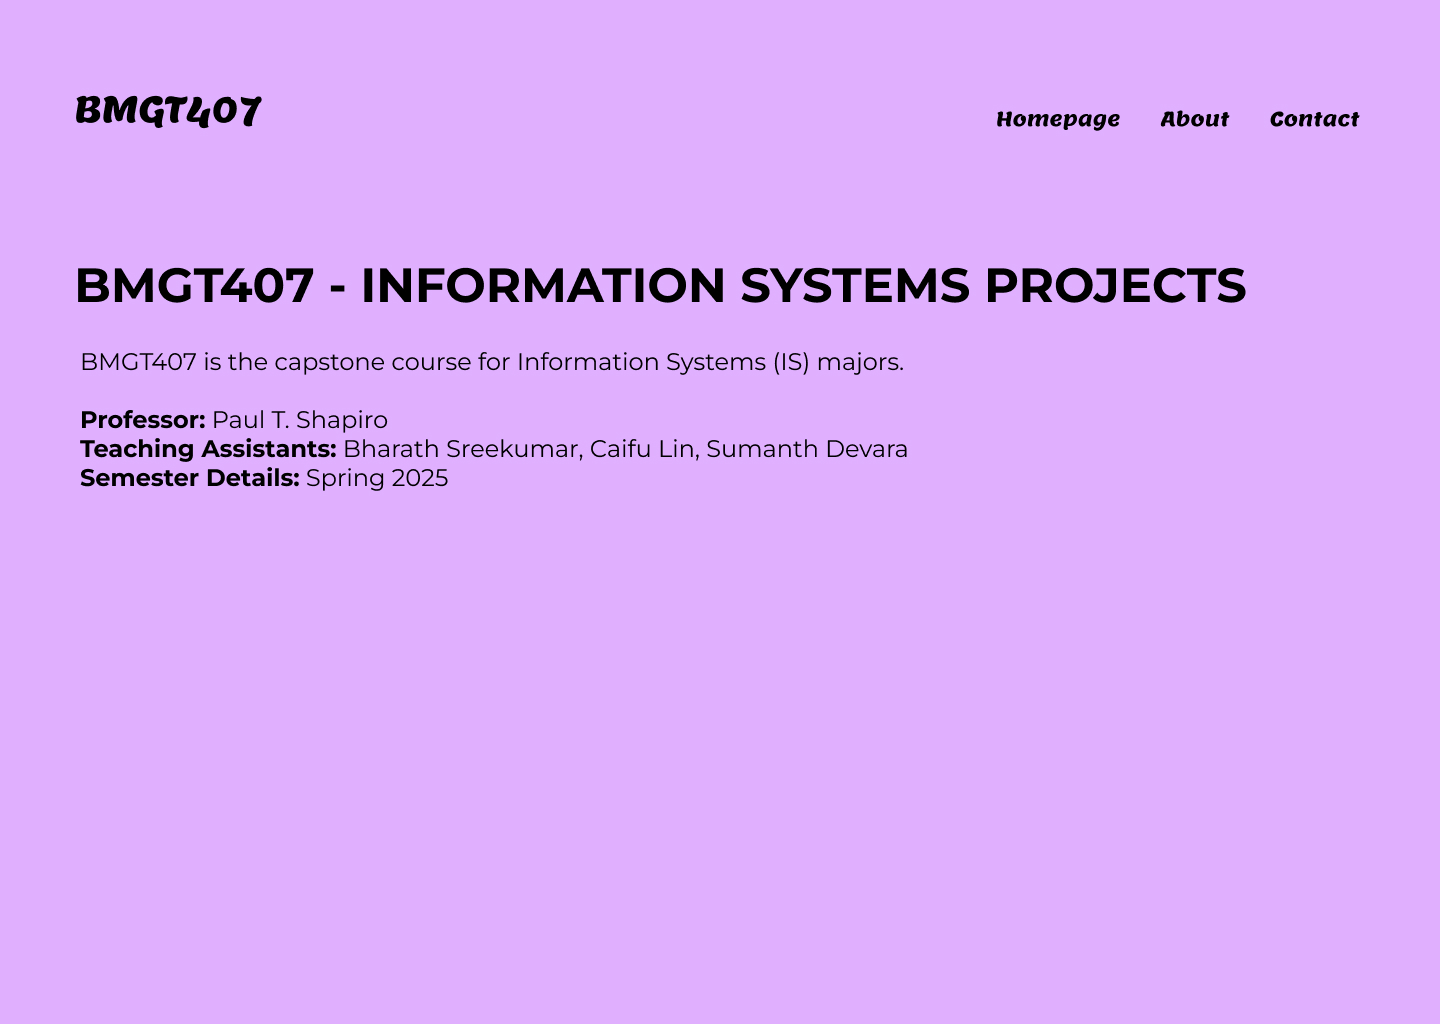 BMGT407
Homepage About Contact
BMGT407 - INFORMATION SYSTEMS PROJECTS
BMGT407 is the capstone course for Information Systems (IS) majors.
Professor: Paul T. Shapiro
Teaching Assistants: Bharath Sreekumar, Caifu Lin, Sumanth Devara
Semester Details: Spring 2025